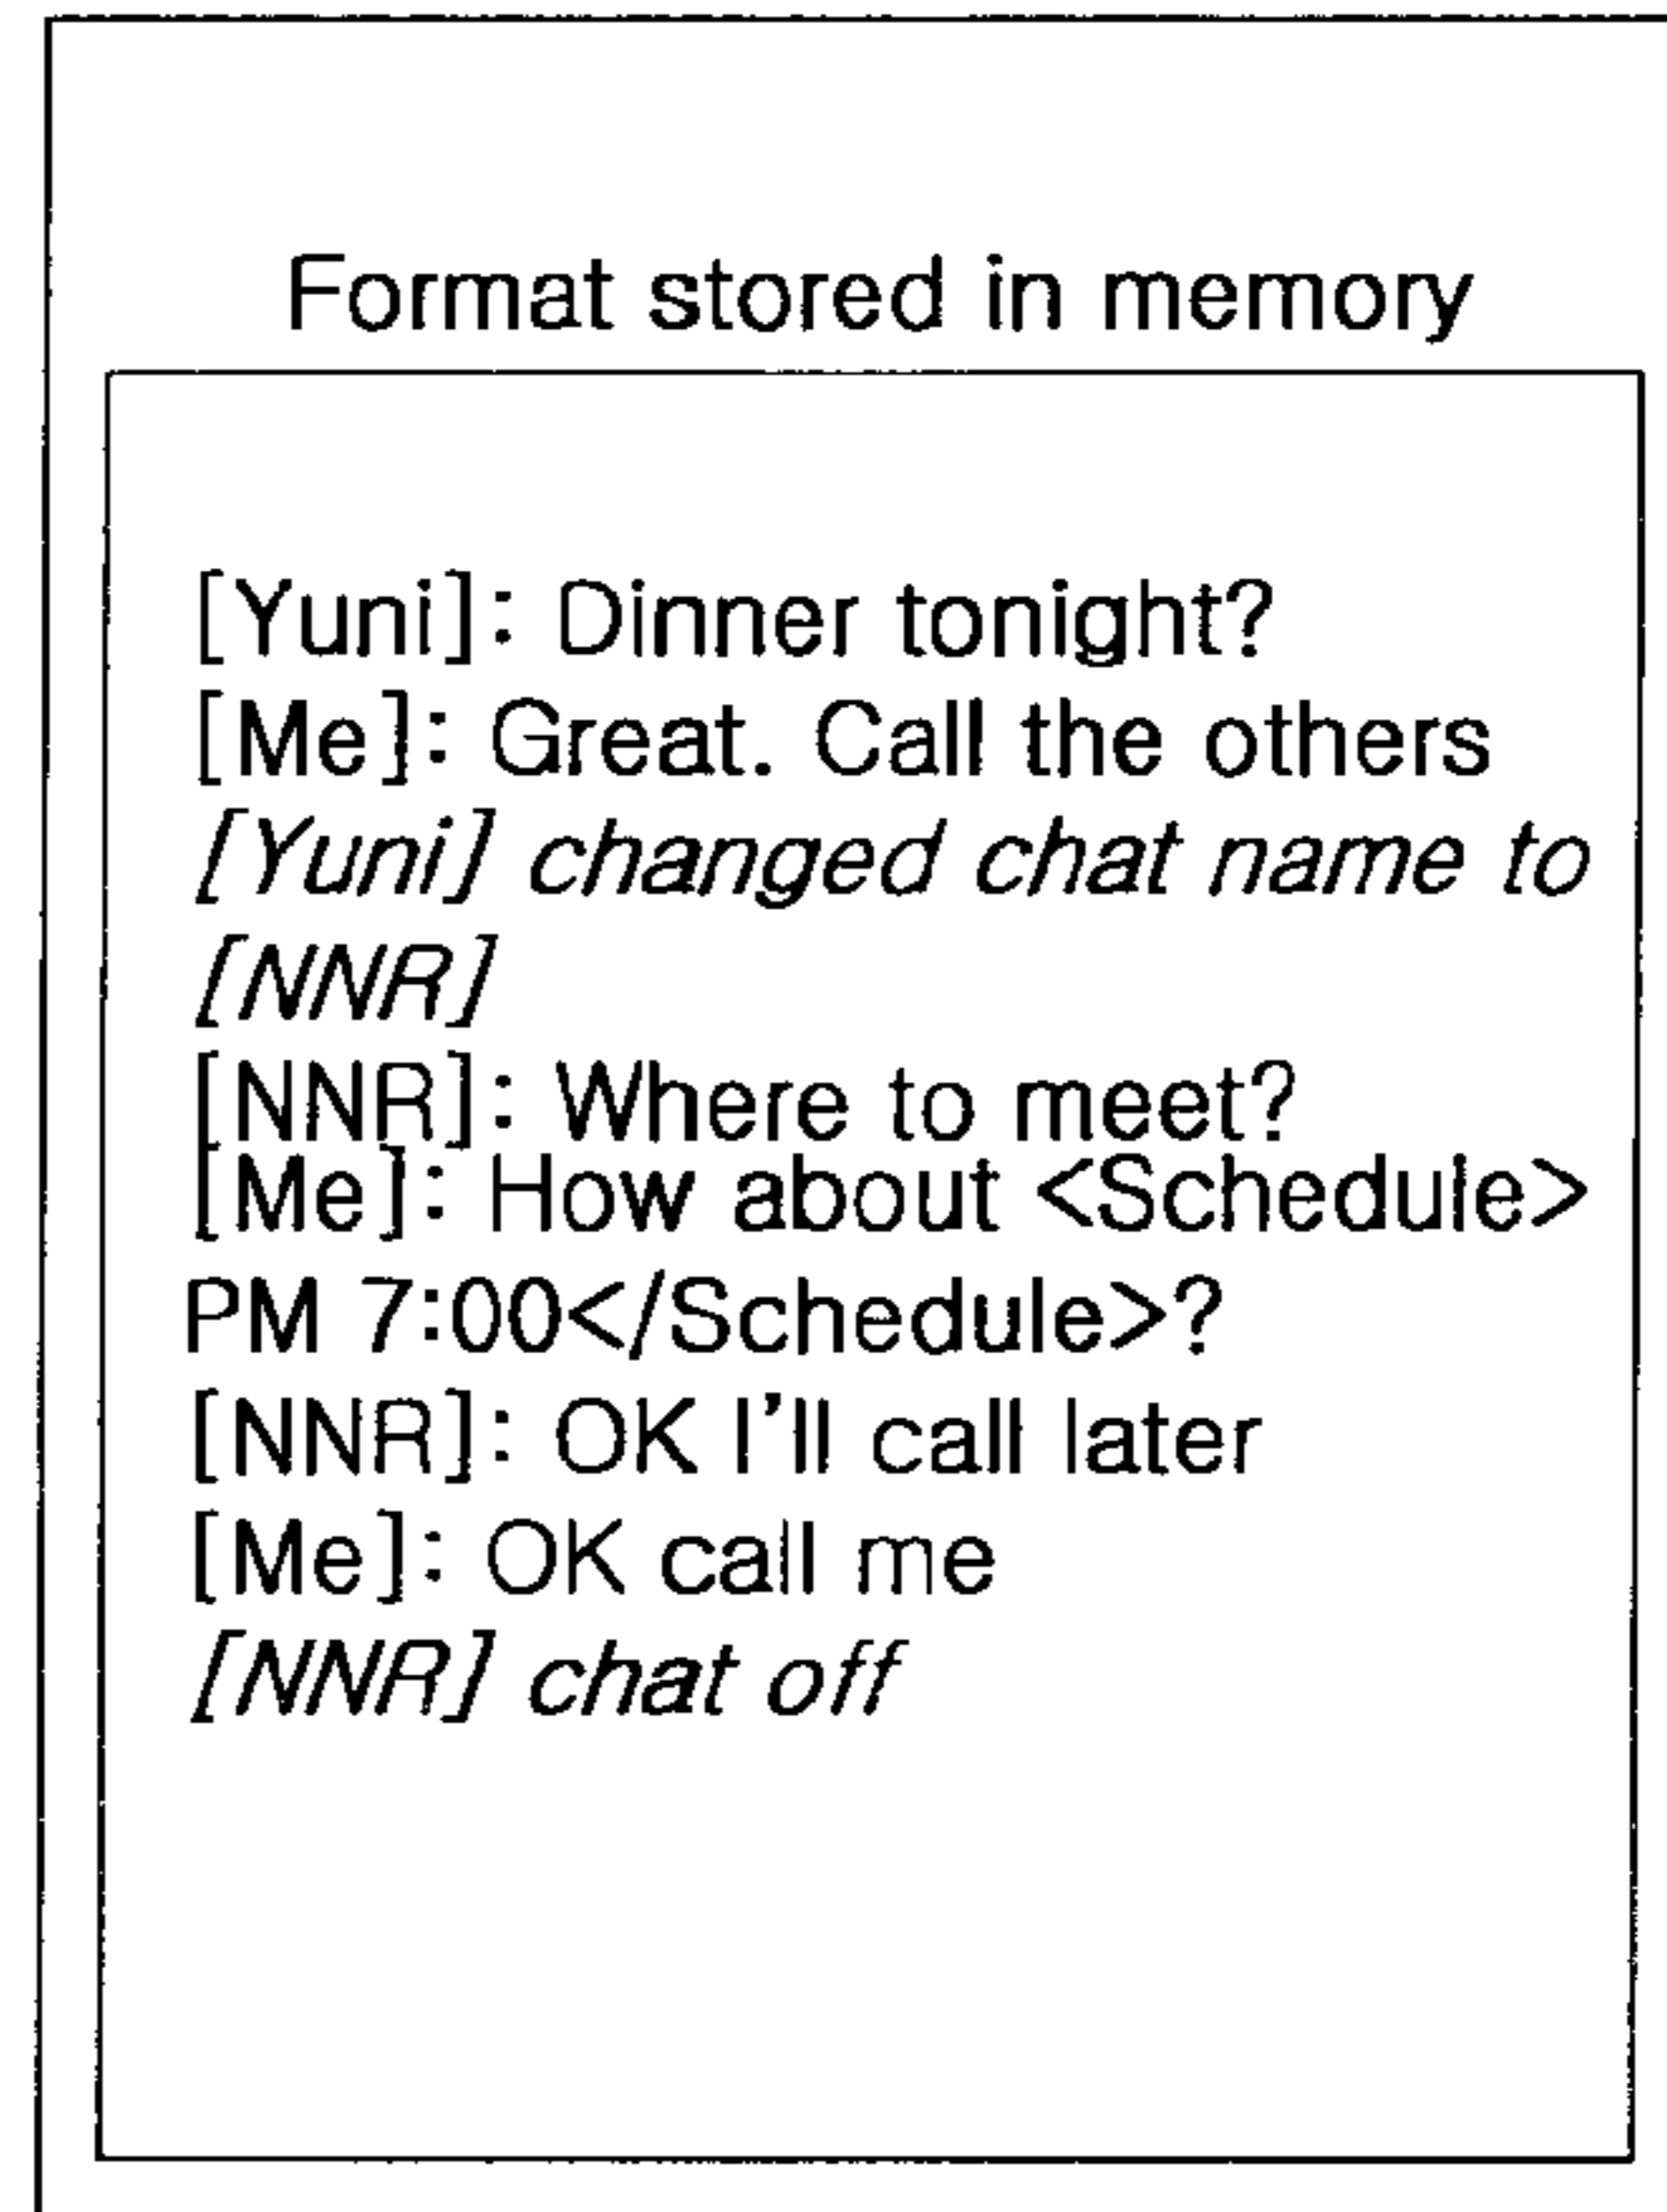 Format stored in memory
[Yuni]: Dinner tonight?
[Me]: Great. Call the others
[Yuni] changed chat name to
[NNR]
[NNR]: Where to meet?
[Me]: How about <Schedule>
PM 7:00</Schedule>?
[NNR]: OK I'll call later
[Me]: OK call me
[NNR] chat off